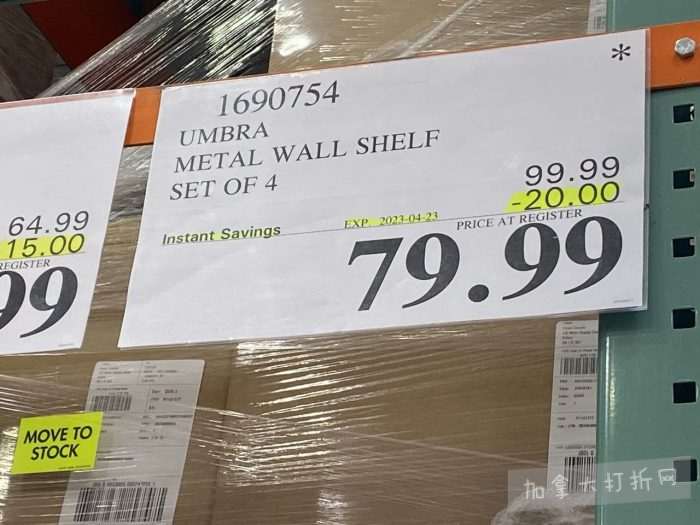 *
1690754
UMBRA
METAL WALL SHELF
SET OF 4
99.99
-20.00
Instant Savings
EXP. 2023-04-23
PRICE AT REGISTER
79.99
64.99
15.00
REGISTER
99
MOVE TO
STOCK
加拿大打折网